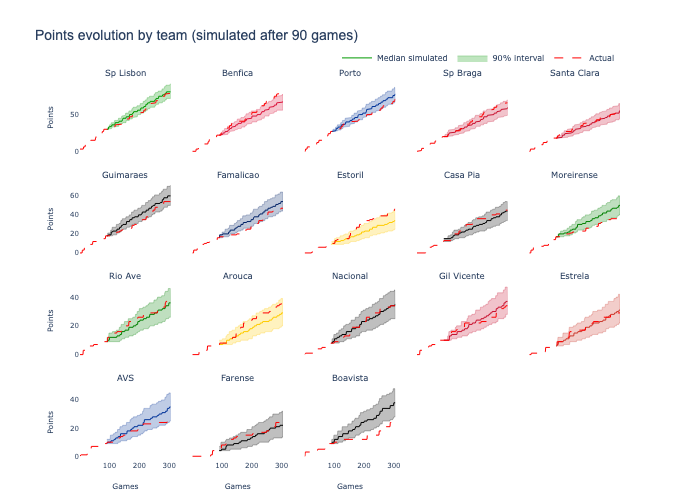 Points evolution by team (simulated after 90 games)
Median simulated 90% interval Actual
Sp Lisbon Benfica Porto Sp Braga Santa Clara
Points
50
0
Guimaraes Famalicao Estoril Casa Pia Moreirense
Points
60
40
20
0
Rio Ave Arouca Nacional Gil Vicente Estrela
Points
40
20
0
AVS Farense Boavista
Points
40
20
0
100 200 300 100 200 300 100 200 300
Games Games Games